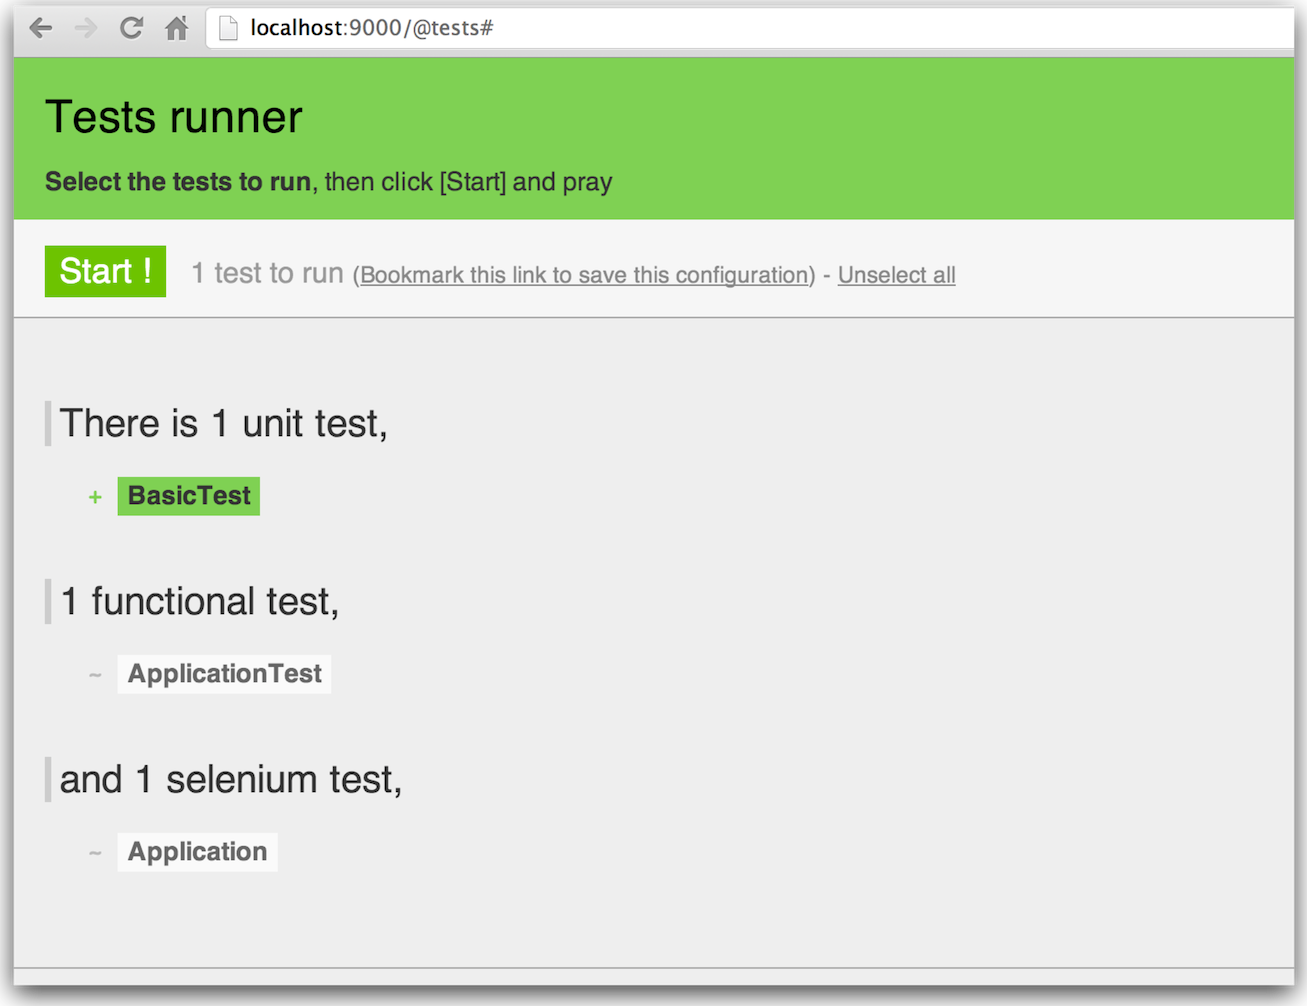 localhost:9000/@tests#
Tests runner
Select the tests to run, then click [Start] and pray
Start ! 1 test to run (Bookmark this link to save this configuration) - Unselect all
There is 1 unit test,
+ BasicTest
1 functional test,
~ ApplicationTest
and 1 selenium test,
~ Application